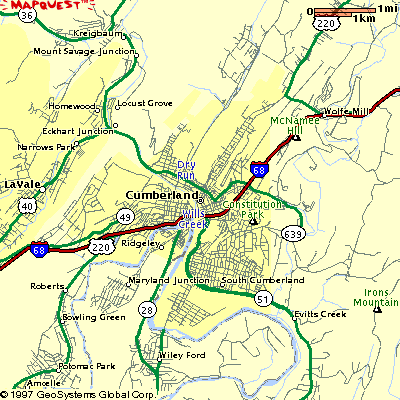 MAPQUEST™
36
Kreigbaum
Mount Savage Junction
0 1mi
1km
220
Homewood
Locust Grove
Wolfe Mill
McNamee
Hill
Eckhart Junction
Narrows Park
Dry
Run
68
LaVale
40
Cumberland
49
Wills
Creek
Constitution
Park
68
220
Ridgeley
639
Maryland Junction
South Cumberland
Roberts
28
51
Irons
Mountain
Bowling Green
Evitts Creek
Wiley Ford
Potomac Park
Amcelle
©1997 GeoSystems Global Corp.